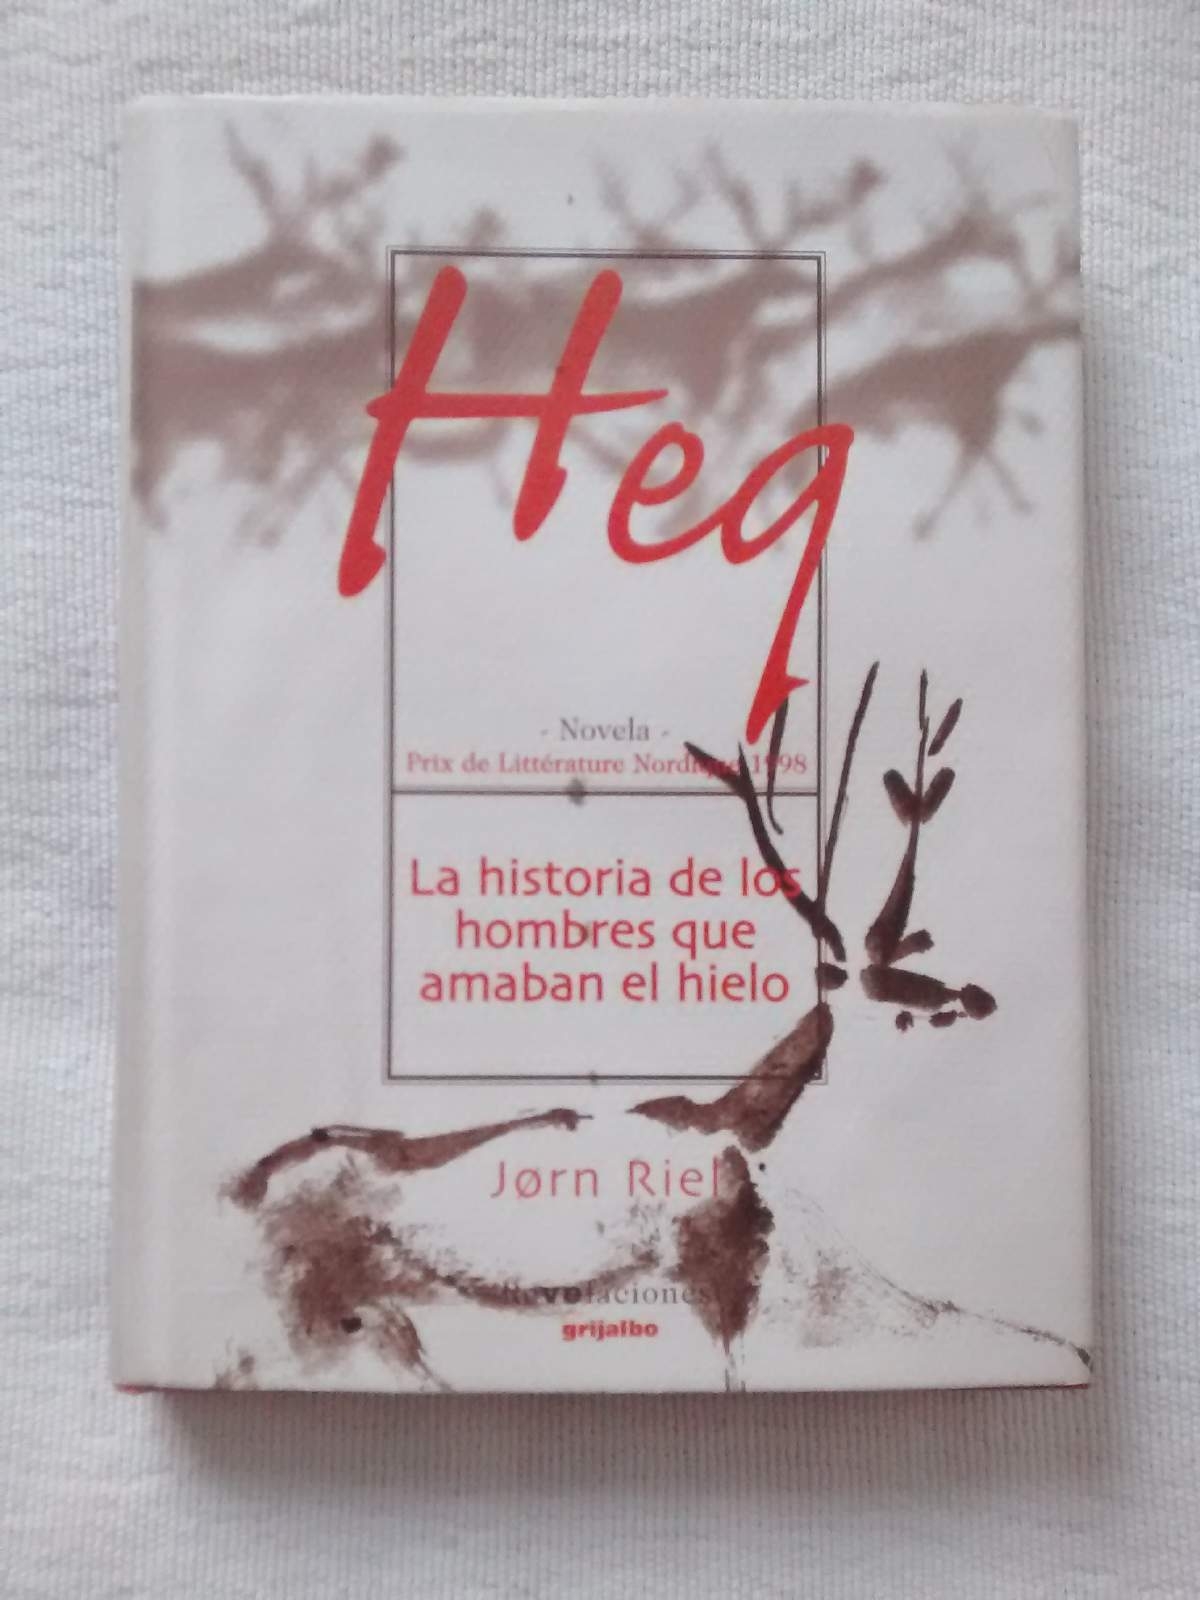 Heq
- Novela -
Prix de Littérature Nordique 1998
La historia de los
hombres que
amaban el hielo
Jørn Riel
Revelaciones
grijalbo